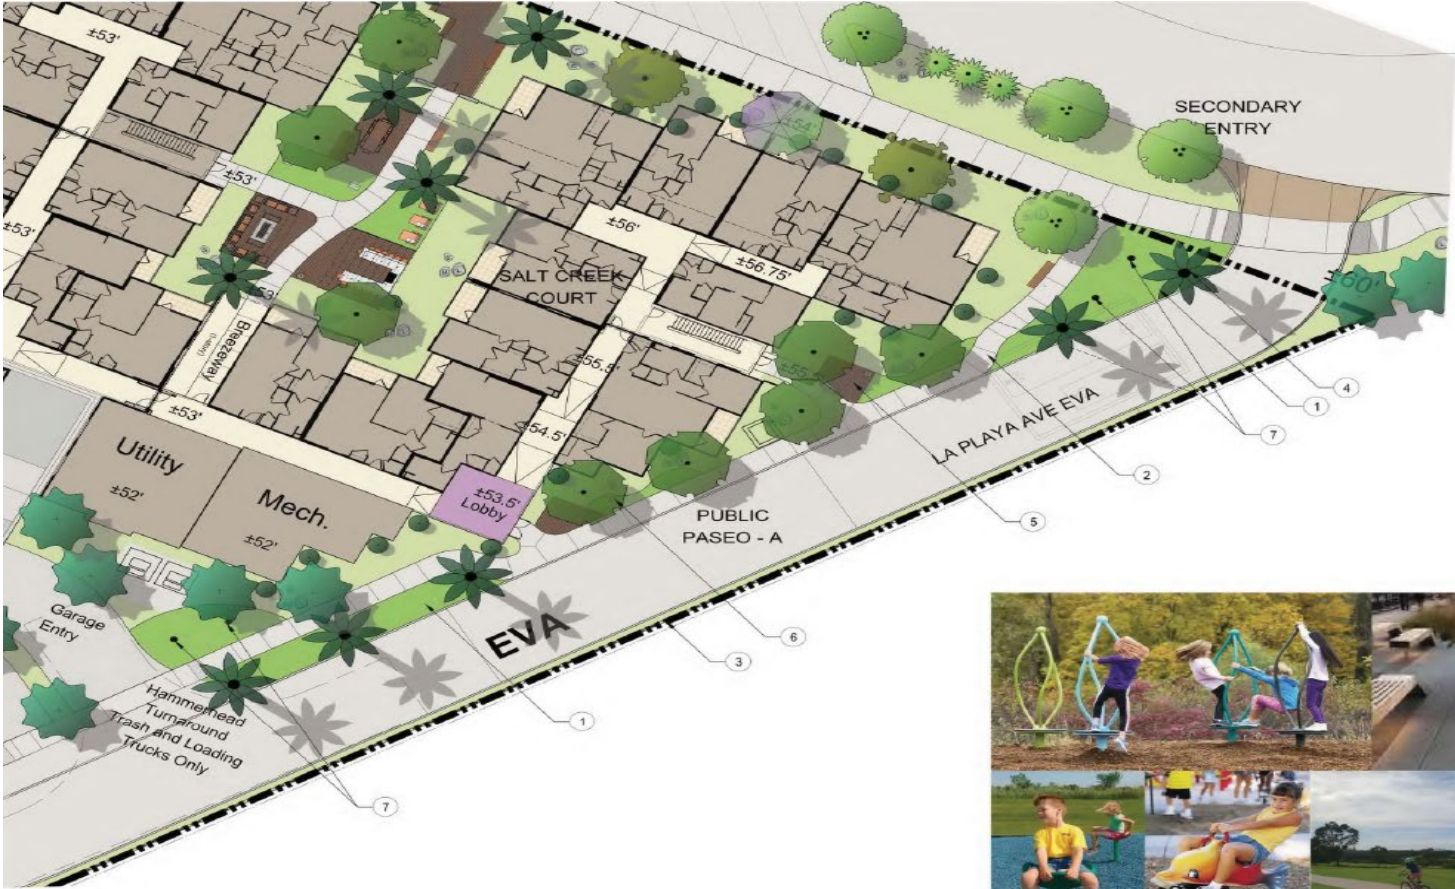 ±53'
SECONDARY
ENTRY
±54'
±53'
±53'
±56'
±56.75'
±60'
SALT CREEK
COURT
Breezeway
±55.5'
±53'
±54.5'
LA PLAYA AVE EVA
4
1
7
2
5
Utility
±52'
Mech.
±52'
±53.5'
Lobby
PUBLIC
PASEO - A
EVA
Garage
Entry
6
3
1
Hammerhead
Turnaround
Trash and Loading
Trucks Only
7